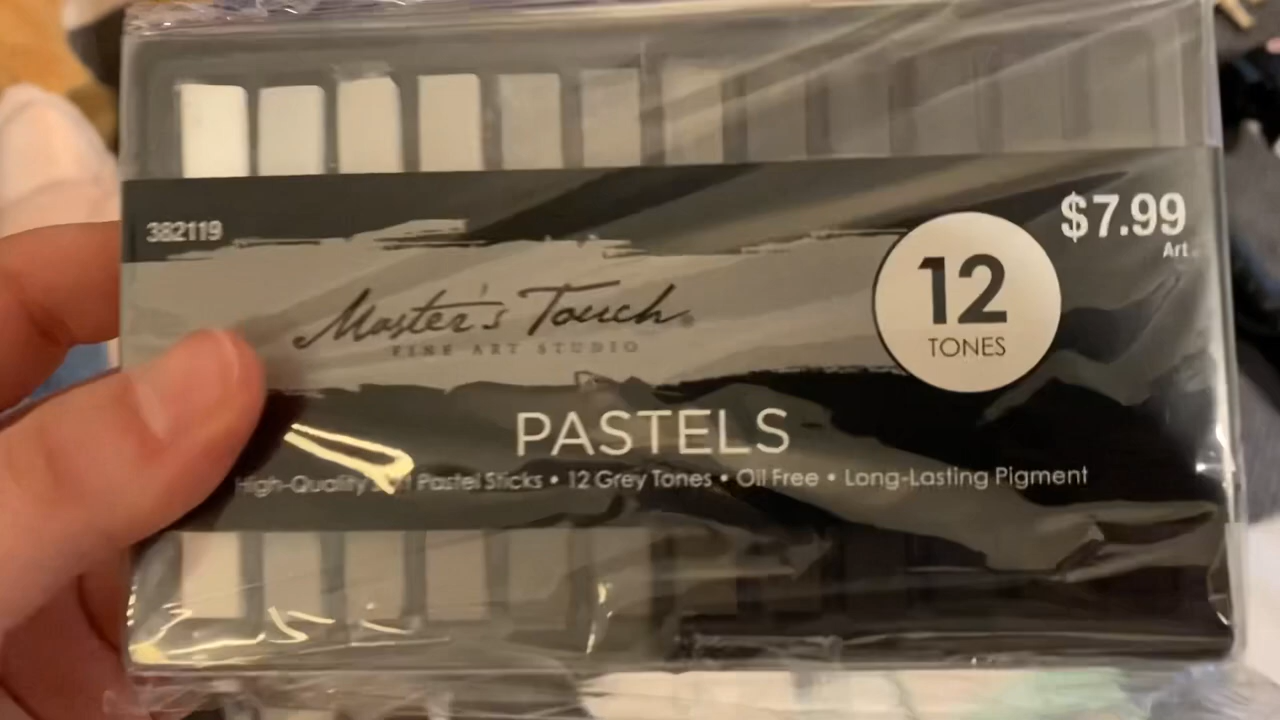 382119
$7.99
Art
Master's Touch
FINE ART STUDIO
12
TONES
PASTELS
High-Quality Pastel Sticks • 12 Grey Tones • Oil Free • Long-Lasting Pigment